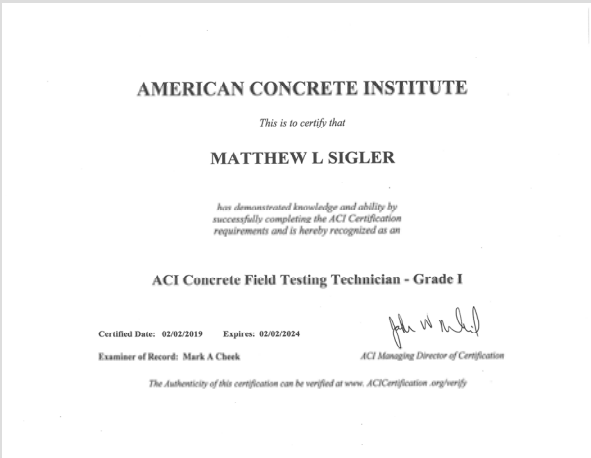 AMERICAN CONCRETE INSTITUTE
This is to certify that
MATTHEW L SIGLER
has demonstrated knowledge and ability by
successfully completing the ACI Certification
requirements and is hereby recognized as an
ACI Concrete Field Testing Technician - Grade I
Certified Date: 02/02/2019 Expires: 02/02/2024
Examiner of Record: Mark A Cheek ACI Managing Director of Certification
The Authenticity of this certification can be verified at www. ACICertification .org/verify